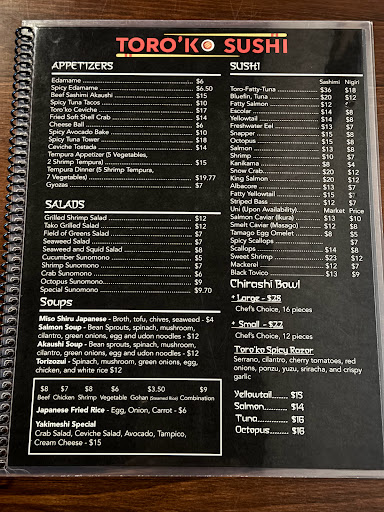 TORO'KO SUSHI
APPETIZERS
Edamame $6
Spicy Edamame $6.50
Beef Sashimi Akaushi $15
Spicy Tuna Tacos $10
Toro'ko Ceviche $17
Fried Soft Shell Crab $14
Cheese Ball $6
Spicy Avocado Bake $10
Spicy Tuna Tower $18
Ceviche Tostada $14
Tempura Appetizer (5 Vegetables,
2 Shrimp Tempura) $15
Tempura Dinner (5 Shrimp Tempura,
7 Vegetables) $19.77
Gyozas $7
SALADS
Grilled Shrimp Salad $12
Tako Grilled Salad $12
Field of Greens Salad $7
Seaweed Salad $7
Seaweed and Squid Salad $8
Cucumber Sunomono $5
Shrimp Sunomono $7
Crab Sunomono $6
Octopus Sunomono $9
Special Sunomono $9.70
SOUPS
Miso Shiru Japanese - Broth, tofu, chives, seaweed - $4
Salmon Soup - Bean Sprouts, spinach, mushroom,
cilantro, green onions, egg and udon noodles - $12
Akaushi Soup - Bean sprouts, spinach, mushroom,
cilantro, green onions, egg and udon noodles - $12
Torizozui - Spinach, mushroom, green onions, egg,
chicken, and white rice $12
$8 $7 $8 $6 $3.50 $9
Beef Chicken Shrimp Vegetable Gohan (Steamed Rice) Combination
Japanese Fried Rice - Egg, Onion, Carrot - $6
Yakimeshi Special
Crab Salad, Ceviche Salad, Avocado, Tampico,
Cream Cheese - $15
SUSHI
Sashimi Nigiri
Toro-Fatty-Tuna $36 $18
Bluefin, Tuna $20 $12
Fatty Salmon $12
Escolar $14 $8
Yellowtail $14 $8
Freshwater Eel $13 $7
Snapper $15 $8
Octopus $15 $8
Salmon $13 $8
Shrimp $10 $7
Kanikama $8 $4
Snow Crab $20 $12
King Salmon $20 $12
Albacore $13 $7
Fatty Yellowtail $15 $7
Striped Bass $12 $7
Uni (Upon Availability) Market Price
Salmon Caviar (Ikura) $13 $10
Smelt Caviar (Masago) $12 $8
Tamago Egg Omelet $8 $5
Spicy Scallops $7
Scallops $14 $8
Sweet Shrimp $23 $12
Mackerel $12 $7
Black Tovico $13 $9
Chirashi Bowl
* Large - $28
Chef's Choice, 16 pieces
* Small - $22
Chef's Choice, 12 pieces
Toro'ko Spicy Razor
Serrano, cilantro, cherry tomatoes, red
onions, ponzu, yuzu, sriracha, and crispy
garlic
Yellowtail $15
Salmon $14
Tuna $16
Octopus $16